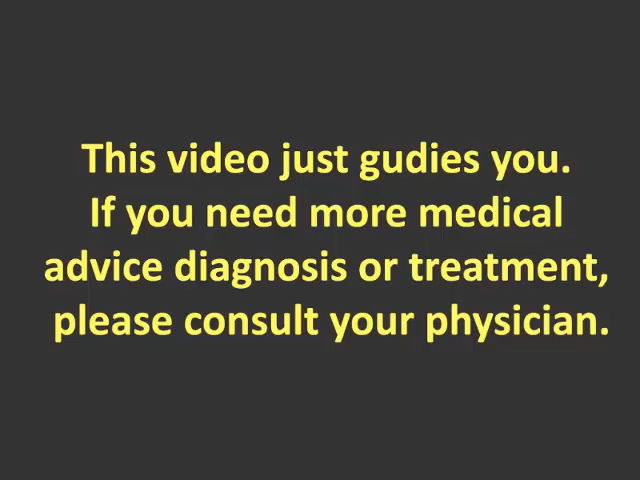 This video just gudies you.
If you need more medical
advice diagnosis or treatment,
please consult your physician.